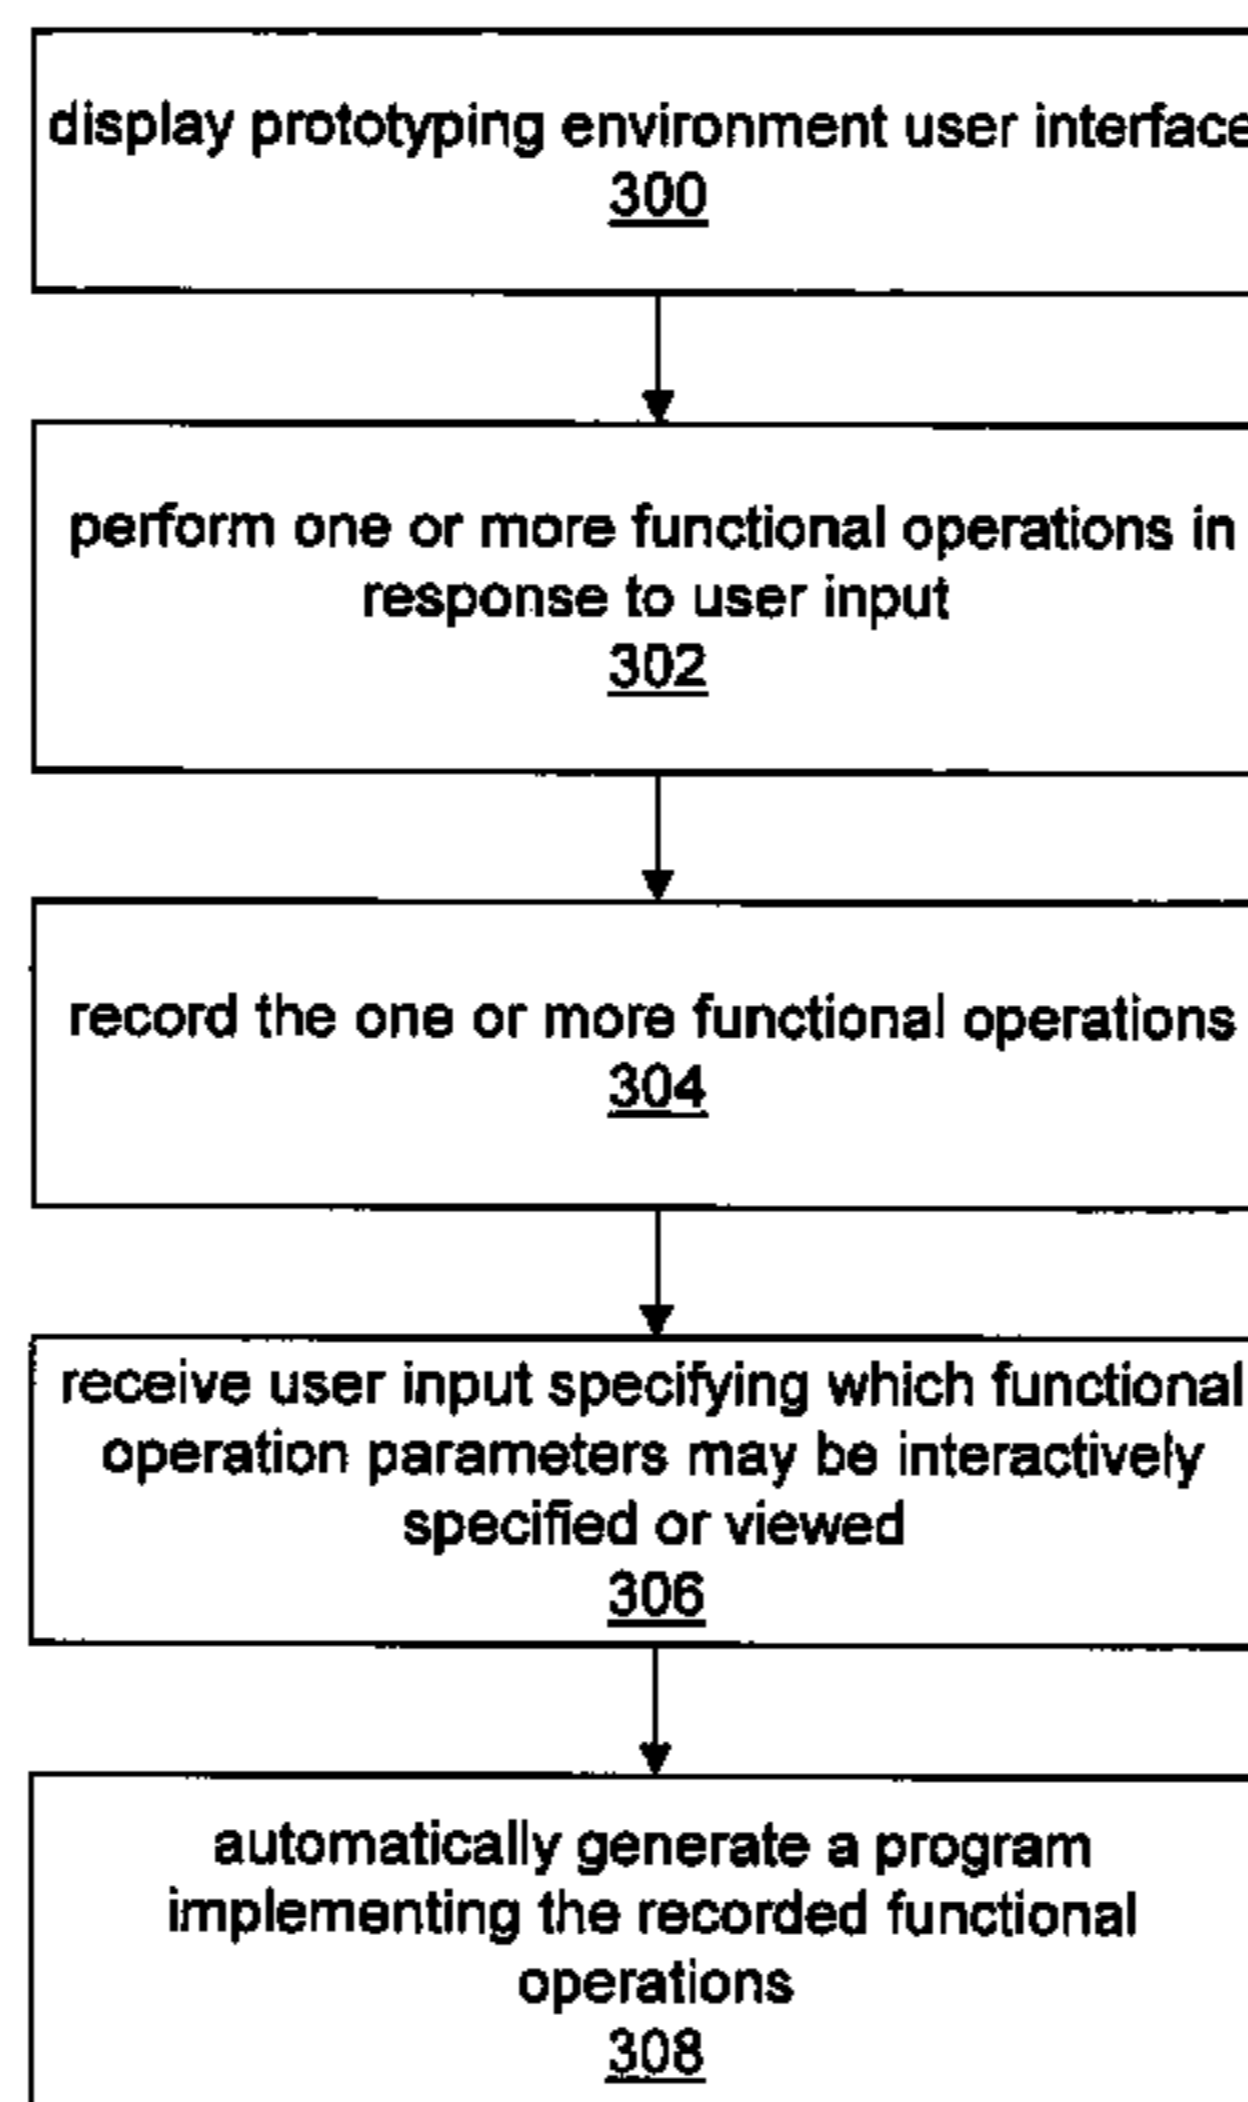 display prototyping environment user interface
300
perform one or more functional operations in
response to user input
302
record the one or more functional operations
304
receive user input specifying which functional
operation parameters may be interactively
specified or viewed
306
automatically generate a program
implementing the recorded functional
operations
308